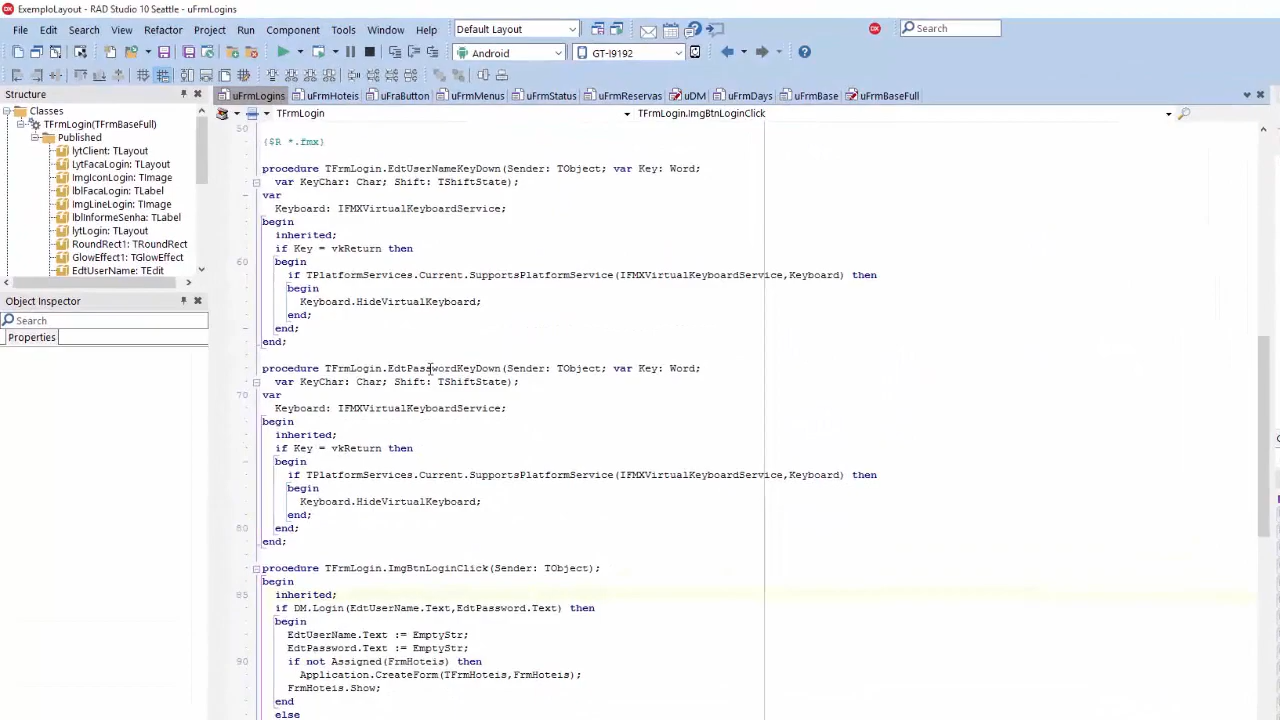 ExemploLayout - RAD Studio 10 Seattle - uFrmLogins
File Edit Search View Refactor Project Run Component Tools Window Help
Default Layout
Search
Android
GT-I9192
Structure
uFrmLogins uFrmHoteis uFraButton uFrmMenus uFrmStatus uFrmReservas uDM uFrmDays uFrmBase uFrmBaseFull
TFrmLogin
TFrmLogin.ImgBtnLoginClick
Classes
TFrmLogin(TFrmBaseFull)
Published
lytClient: TLayout
LytFacaLogin: TLayout
ImgIconLogin: TImage
lblFacaLogin: TLabel
ImgLineLogin: TImage
lblInformeSenha: TLabel
lytLogin: TLayout
RoundRect1: TRoundRect
GlowEffect1: TGlowEffect
EdtUserName: TEdit
Object Inspector
Search
Properties
50
{$R *.fmx}
procedure TFrmLogin.EdtUserNameKeyDown(Sender: TObject; var Key: Word;
var KeyChar: Char; Shift: TShiftState);
var
Keyboard: IFMXVirtualKeyboardService;
begin
inherited;
if Key = vkReturn then
60 begin
if TPlatformServices.Current.SupportsPlatformService(IFMXVirtualKeyboardService,Keyboard) then
begin
Keyboard.HideVirtualKeyboard;
end;
end;
end;
procedure TFrmLogin.EdtPasswordKeyDown(Sender: TObject; var Key: Word;
var KeyChar: Char; Shift: TShiftState);
70 var
Keyboard: IFMXVirtualKeyboardService;
begin
inherited;
if Key = vkReturn then
begin
if TPlatformServices.Current.SupportsPlatformService(IFMXVirtualKeyboardService,Keyboard) then
begin
Keyboard.HideVirtualKeyboard;
end;
80 end;
end;
procedure TFrmLogin.ImgBtnLoginClick(Sender: TObject);
begin
85 inherited;
if DM.Login(EdtUserName.Text,EdtPassword.Text) then
begin
EdtUserName.Text := EmptyStr;
EdtPassword.Text := EmptyStr;
90 if not Assigned(FrmHoteis) then
Application.CreateForm(TFrmHoteis,FrmHoteis);
FrmHoteis.Show;
end
else